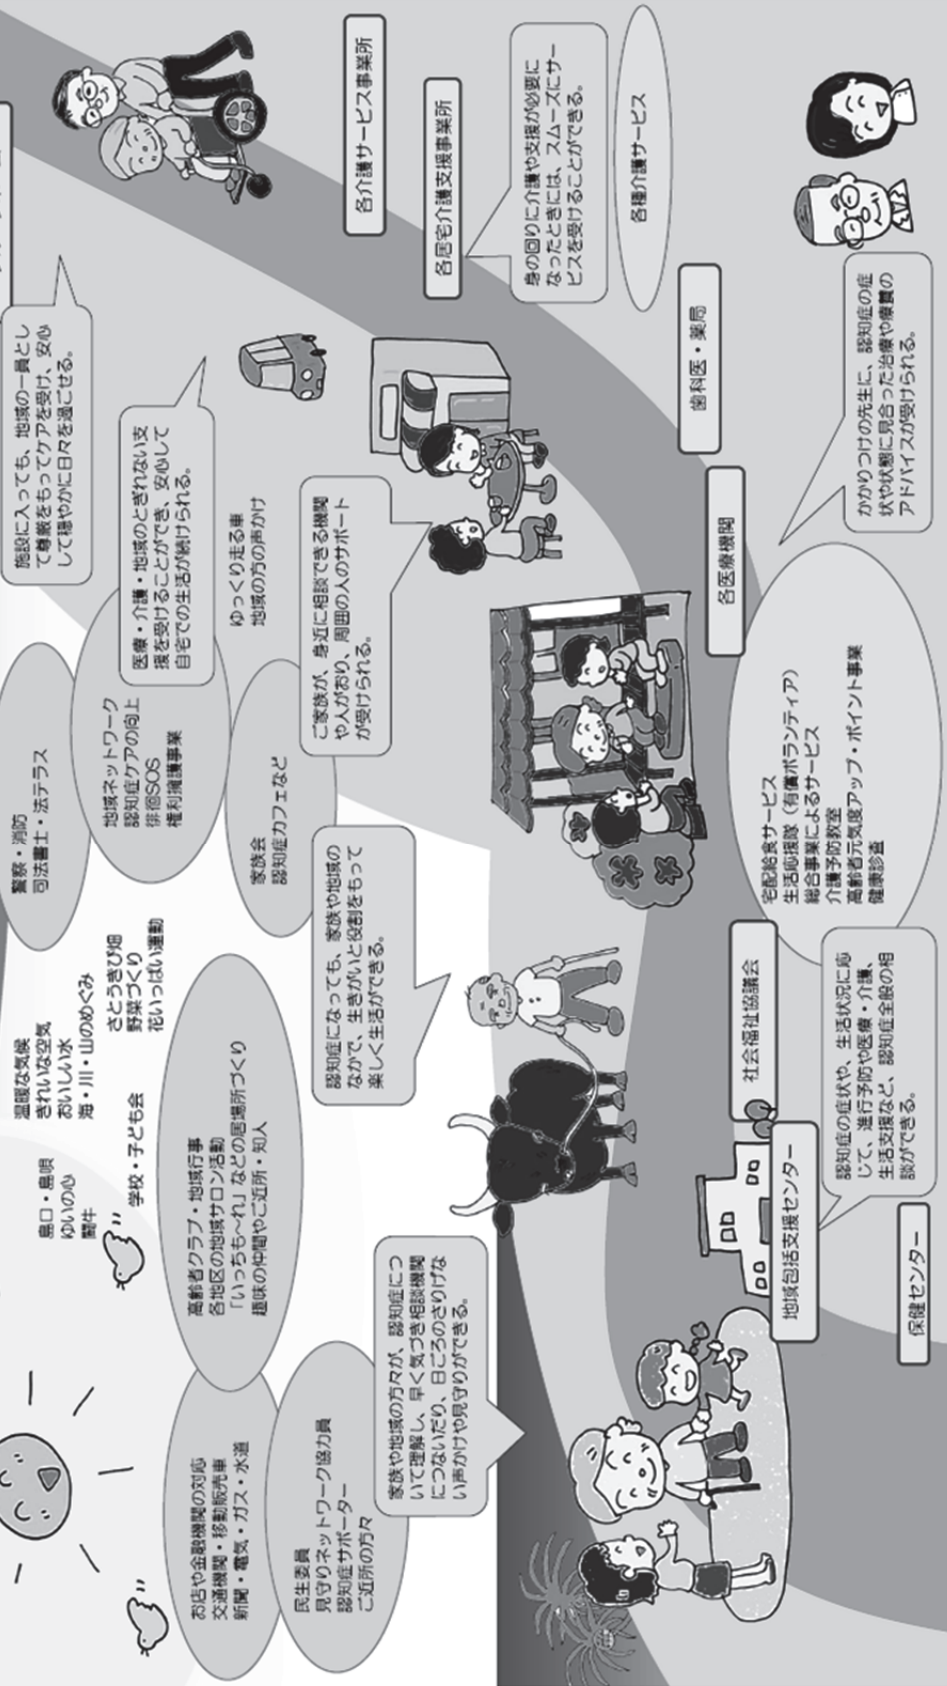 島口・島唄
ゆいの心
闘牛
温暖な気候
きれいな空気
おいしい水
海・川・山のめぐみ
学校・子ども会
さとうきび畑
野菜づくり
花いっぱい運動
お店や金融機関の対応
交通機関・移動販売車
新聞・電気・ガス・水道
民生委員
見守りネットワーク協力員
認知症サポーター
ご近所の方々
高齢者クラブ・地域行事
各地区の地域サロン活動
「いっちも〜れ」などの居場所づくり
趣味の仲間やご近所・知人
警察・消防
司法書士・法テラス
地域ネットワーク
認知症ケアの向上
徘徊SOS
権利擁護事業
家族会
認知症カフェなど
施設に入っても、地域の一員とし
て尊厳をもってケアを受け、安心
して穏やかに日々を過ごせる。
医療・介護・地域のとぎれない支
援を受けることができ、安心して
自宅での生活が続けられる。
ゆっくり走る車
地域の方の声かけ
ご家族が、身近に相談できる機関
や人がおり、周囲の人のサポート
が受けられる。
認知症になっても、家族や地域の
なかで、生きがいと役割をもって
楽しく生活ができる。
家族や地域の方々が、認知症につ
いて理解し、早く気づき相談機関
につないだり、日ごろのさりげな
い声かけや見守りができる。
各介護サービス事業所
各居宅介護支援事業所
身の回りに介護や支援が必要に
なったときには、スムーズにサー
ビスを受けることができる。
各種介護サービス
歯科医・薬局
各医療機関
かかりつけの先生に、認知症の症
状や状態に見合った治療や療養の
アドバイスが受けられる。
宅配給食サービス
生活応援隊（有償ボランティア）
総合事業によるサービス
介護予防教室
高齢者元気度アップ・ポイント事業
健康診査
社会福祉協議会
地域包括支援センター
認知症の症状や、生活状況に応
じて、進行予防や医療・介護、
生活支援など、認知症全般の相
談ができる。
保健センター